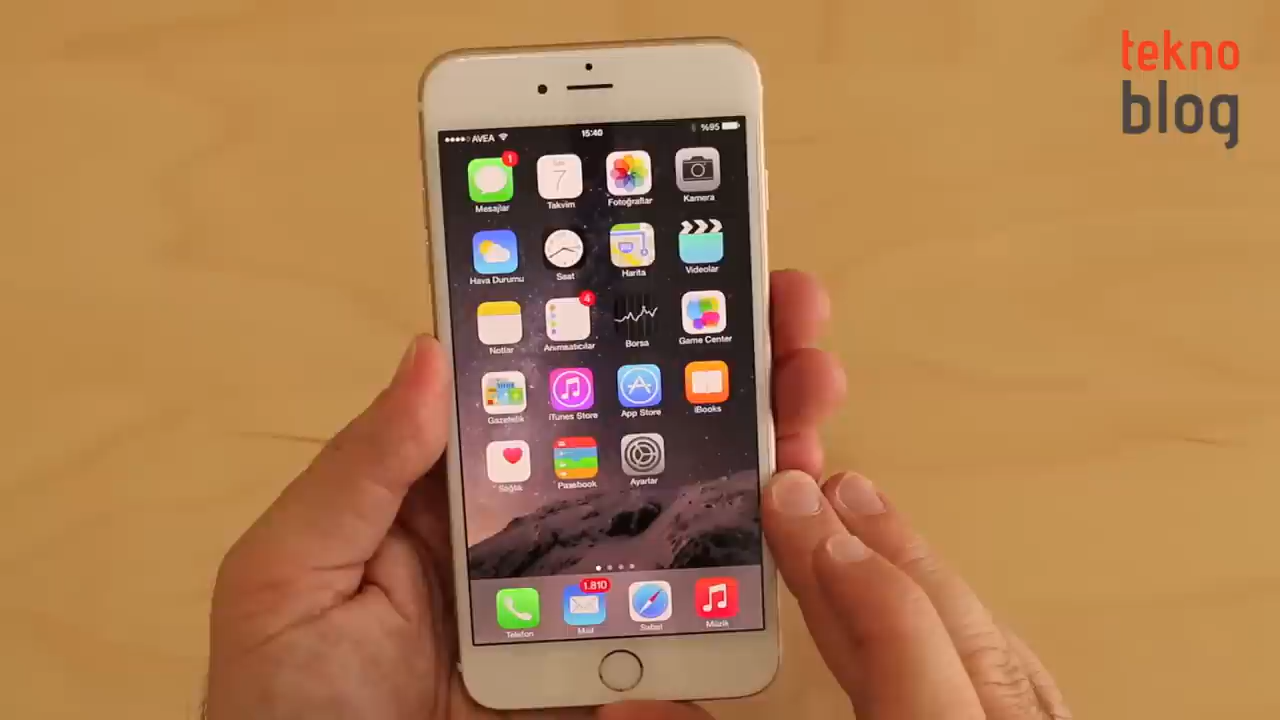 tekno
blog
AVEA 15:40 %95
1
7
Mesajlar Takvim Fotoğraflar Kamera
Hava Durumu Saat Harita Videolar
4
Notlar Anımsatıcılar Borsa Game Center
Gazetelik iTunes Store App Store iBooks
Sağlık Passbook Ayarlar
1.810
Telefon Mail Safari Müzik